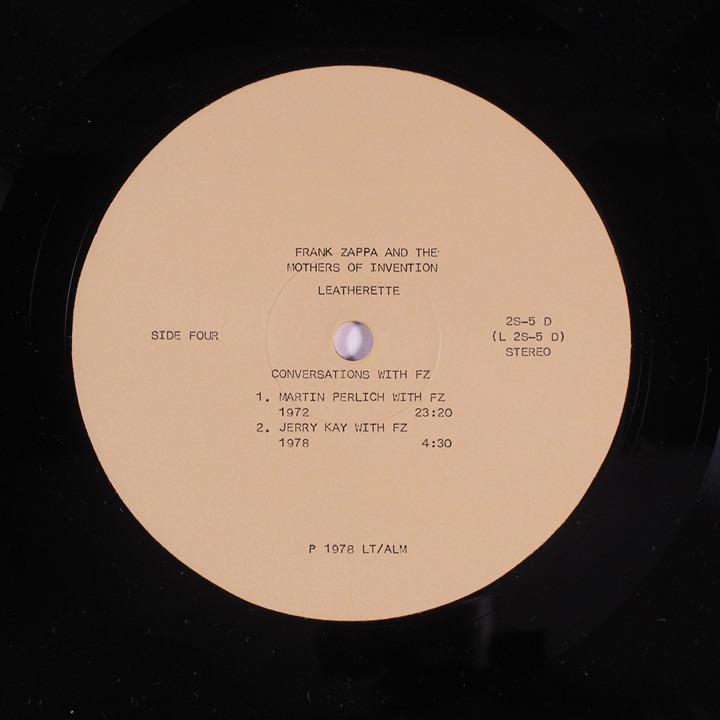 FRANK ZAPPA AND THE
MOTHERS OF INVENTION
LEATHERETTE
SIDE FOUR
2S-5 D
(L 2S-5 D)
STEREO
CONVERSATIONS WITH FZ
1. MARTIN PERLICH WITH FZ
1972 23:20
2. JERRY KAY WITH FZ
1978 4:30
P 1978 LT/ALM